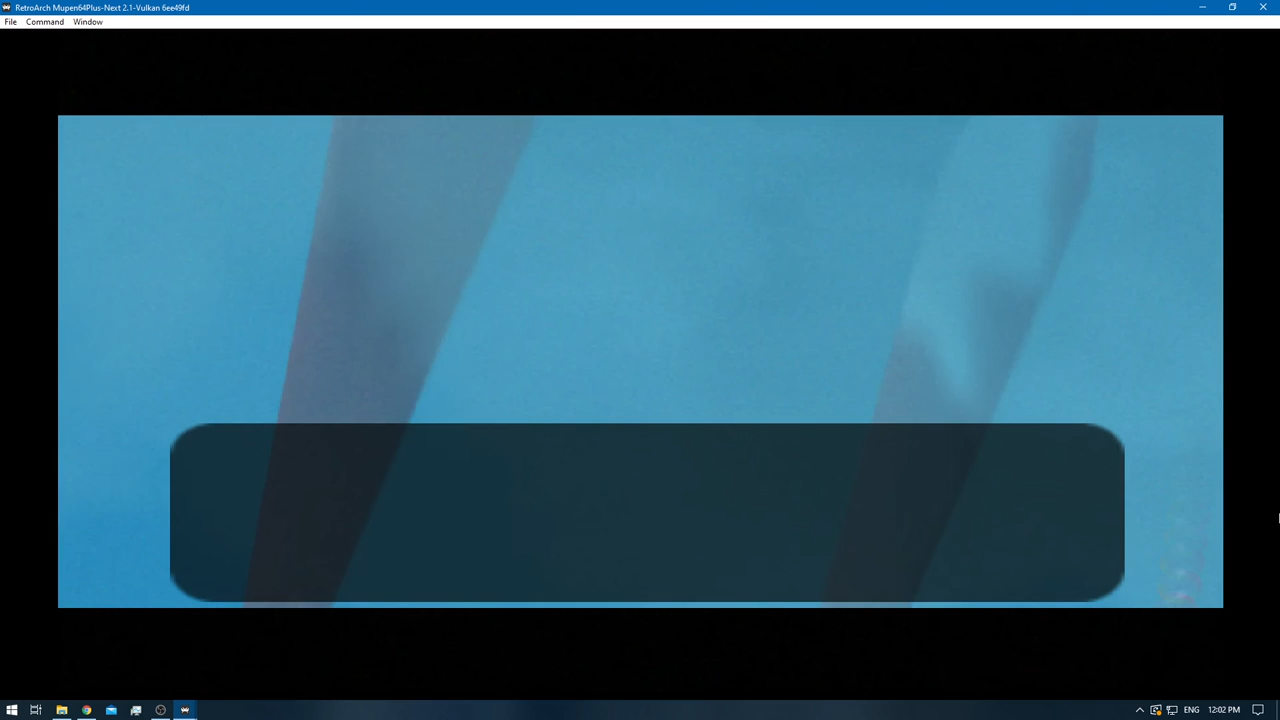 RetroArch Mupen64Plus-Next 2.1-Vulkan 6ee49fd
File Command Window
ENG 12:02 PM